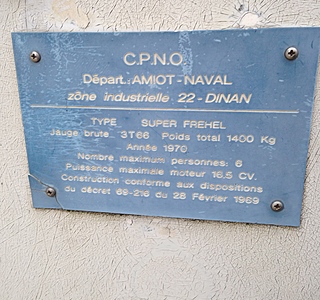 C.P.N.O.
Départ. AMIOT-NAVAL
zône industrielle 22-DINAN
TYPE SUPER FREHEL
Jauge brute. 3T66 Poids total 1400 Kg
Année 1970
Nombre maximum personnes: 6
Puissance maximale moteur 16,5 CV.
Construction conforme aux dispositions
du décret 69-216 du 28 Février 1969